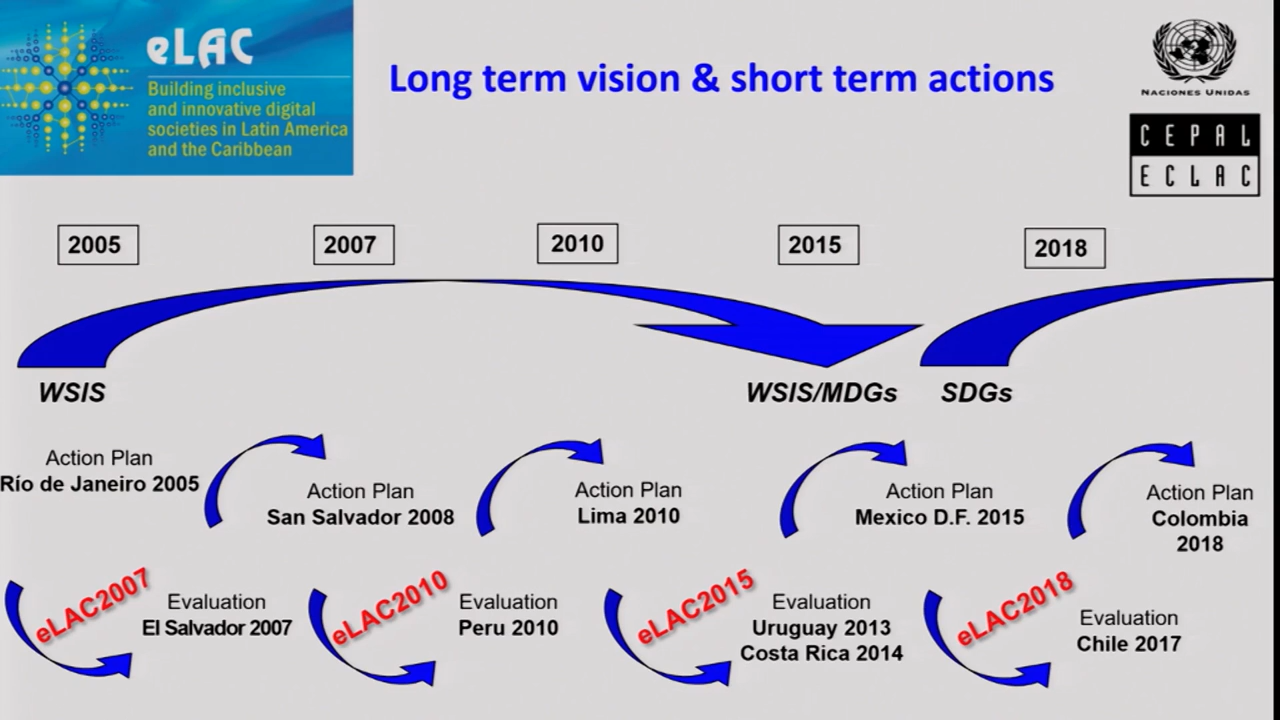 eLAC
Building inclusive
and innovative digital
societies in Latin America
and the Caribbean
Long term vision & short term actions
NACIONES UNIDAS
CEPAL
ECLAC
2005
2007
2010
2015
2018
WSIS
WSIS/MDGs
SDGs
Action Plan
Río de Janeiro 2005
Action Plan
San Salvador 2008
Action Plan
Lima 2010
Action Plan
Mexico D.F. 2015
Action Plan
Colombia
2018
eLAC2007
Evaluation
El Salvador 2007
eLAC2010
Evaluation
Peru 2010
eLAC2015
Evaluation
Uruguay 2013
Costa Rica 2014
eLAC2018
Evaluation
Chile 2017